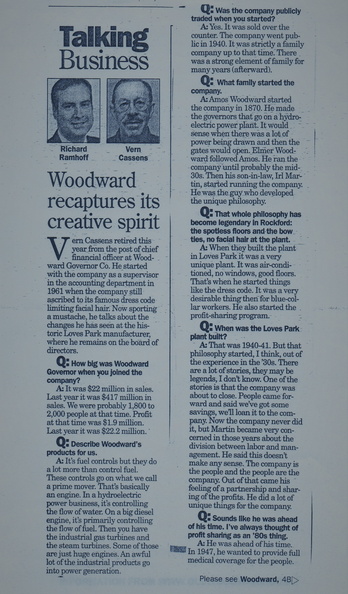 Talking
Business
Richard
Ramhoff
Vern
Cassens
Woodward
recaptures its
creative spirit
Vern Cassens retired this
year from the post of chief
financial officer at Wood-
ward Governor Co. He started
with the company as a supervisor
in the accounting department in
1961 when the company still
ascribed to its famous dress code
limiting facial hair. Now sporting
a mustache, he talks about the
changes he has seen at the his-
toric Loves Park manufacturer,
where he remains on the board of
directors.
Q: How big was Woodward
Governor when you joined the
company?
A: It was $22 million in sales.
Last year it was $417 million in
sales. We were probably 1,800 to
2,000 people at that time. Profit
at that time was $1.9 million.
Last year it was $22.2 million.
Q: Describe Woodward's
products for us.
A: It's fuel controls but they do
a lot more than control fuel.
These controls go on what we call
a prime mover. That's basically
an engine. In a hydroelectric
power business, it's controlling
the flow of water. On a big diesel
engine, it's primarily controlling
the flow of fuel. Then you have
the industrial gas turbines and
the steam turbines. Some of those
are just huge engines. An awful
lot of the industrial products go
into power generation.
Q: Was the company publicly
traded when you started?
A: Yes. It was sold over the
counter. The company went pub-
lic in 1940. It was strictly a family
company up to that time. There
was a strong element of family for
many years (afterward).
Q: What family started the
company.
A: Amos Woodward started
the company in 1870. He made
the governors that go on a hydro-
electric power plant. It would
sense when there was a lot of
power being drawn and then the
gates would open. Elmer Wood-
ward followed Amos. He ran the
company until probably the mid-
30s. Then his son-in-law, Irl Mar-
tin, started running the company.
He was the guy who developed
the unique philosophy.
Q: That whole philosophy has
become legendary in Rockford:
the spotless floors and the bow
ties, no facial hair at the plant.
A: When they built the plant
in Loves Park it was a very
unique plant. It was air-condi-
tioned, no windows, good floors.
That's when he started things
like the dress code. It was a very
desirable thing then for blue-col-
lar workers. He also started the
profit-sharing program.
Q: When was the Loves Park
plant built?
A: That was 1940-41. But that
philosophy started, I think, out of
the experience in the '30s. There
are a lot of stories, they may be
legends, I don't know. One of the
stories is that the company was
about to close. People came for-
ward and said we've got some
savings, we'll loan it to the com-
pany. Now the company never did
it, but Martin became very con-
cerned in those years about the
division between labor and man-
agement. He said this doesn't
make any sense. The company is
the people and the people are the
company. Out of that came his
feeling of a partnership and shar-
ing of the profits. He did a lot of
unique things for the company.
Q: Sounds like he was ahead
of his time. I've always thought of
profit sharing as an '80s thing.
A: He was ahead of his time.
In 1947, he wanted to provide full
medical coverage for the people.
Please see Woodward, 4B